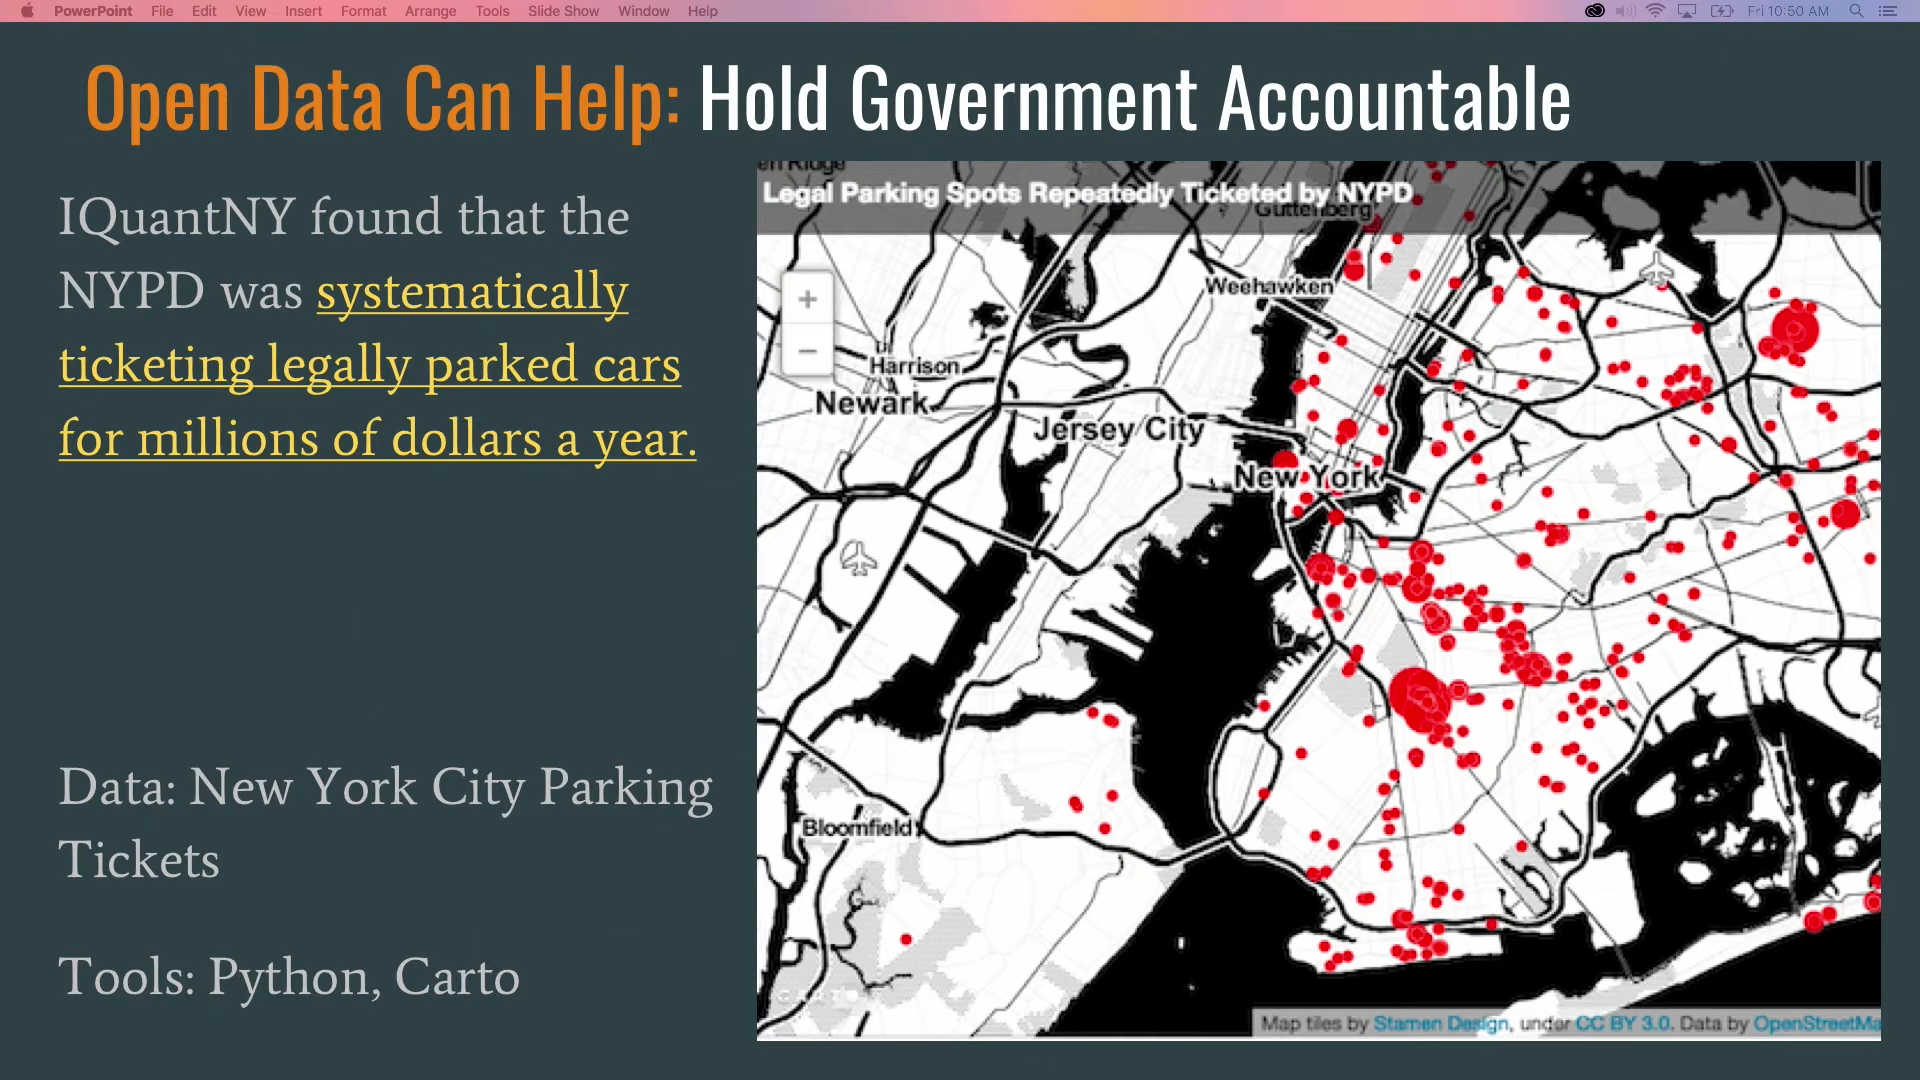 PowerPoint File Edit View Insert Format Arrange Tools Slide Show Window Help Fri 10:50 AM
Open Data Can Help: Hold Government Accountable
IQuantNY found that the
NYPD was systematically
ticketing legally parked cars
for millions of dollars a year.
Data: New York City Parking
Tickets
Tools: Python, Carto
Legal Parking Spots Repeatedly Ticketed by NYPD
Guttenberg
Weehawken
+
−
Harrison
Newark
Jersey City
New York
Bloomfield
CARTO
Map tiles by Stamen Design, under CC BY 3.0. Data by OpenStreetMa